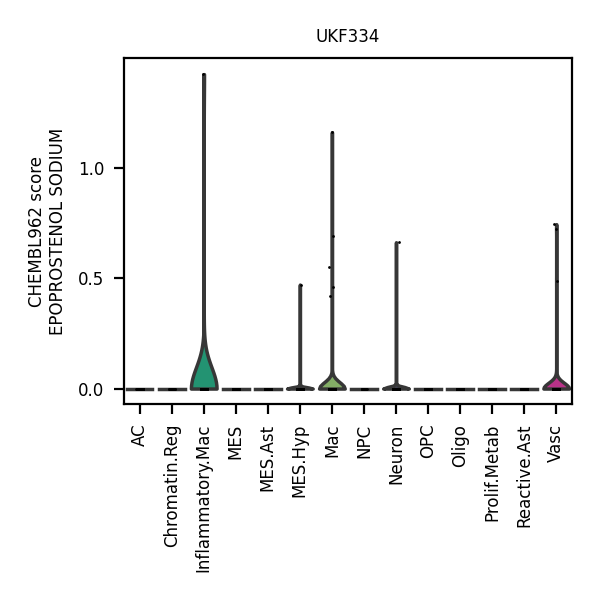 UKF334
CHEMBL962 score
EPOPROSTENOL SODIUM
1.0
0.5
0.0
AC
Chromatin.Reg
Inflammatory.Mac
MES
MES.Ast
MES.Hyp
Mac
NPC
Neuron
OPC
Oligo
Prolif.Metab
Reactive.Ast
Vasc